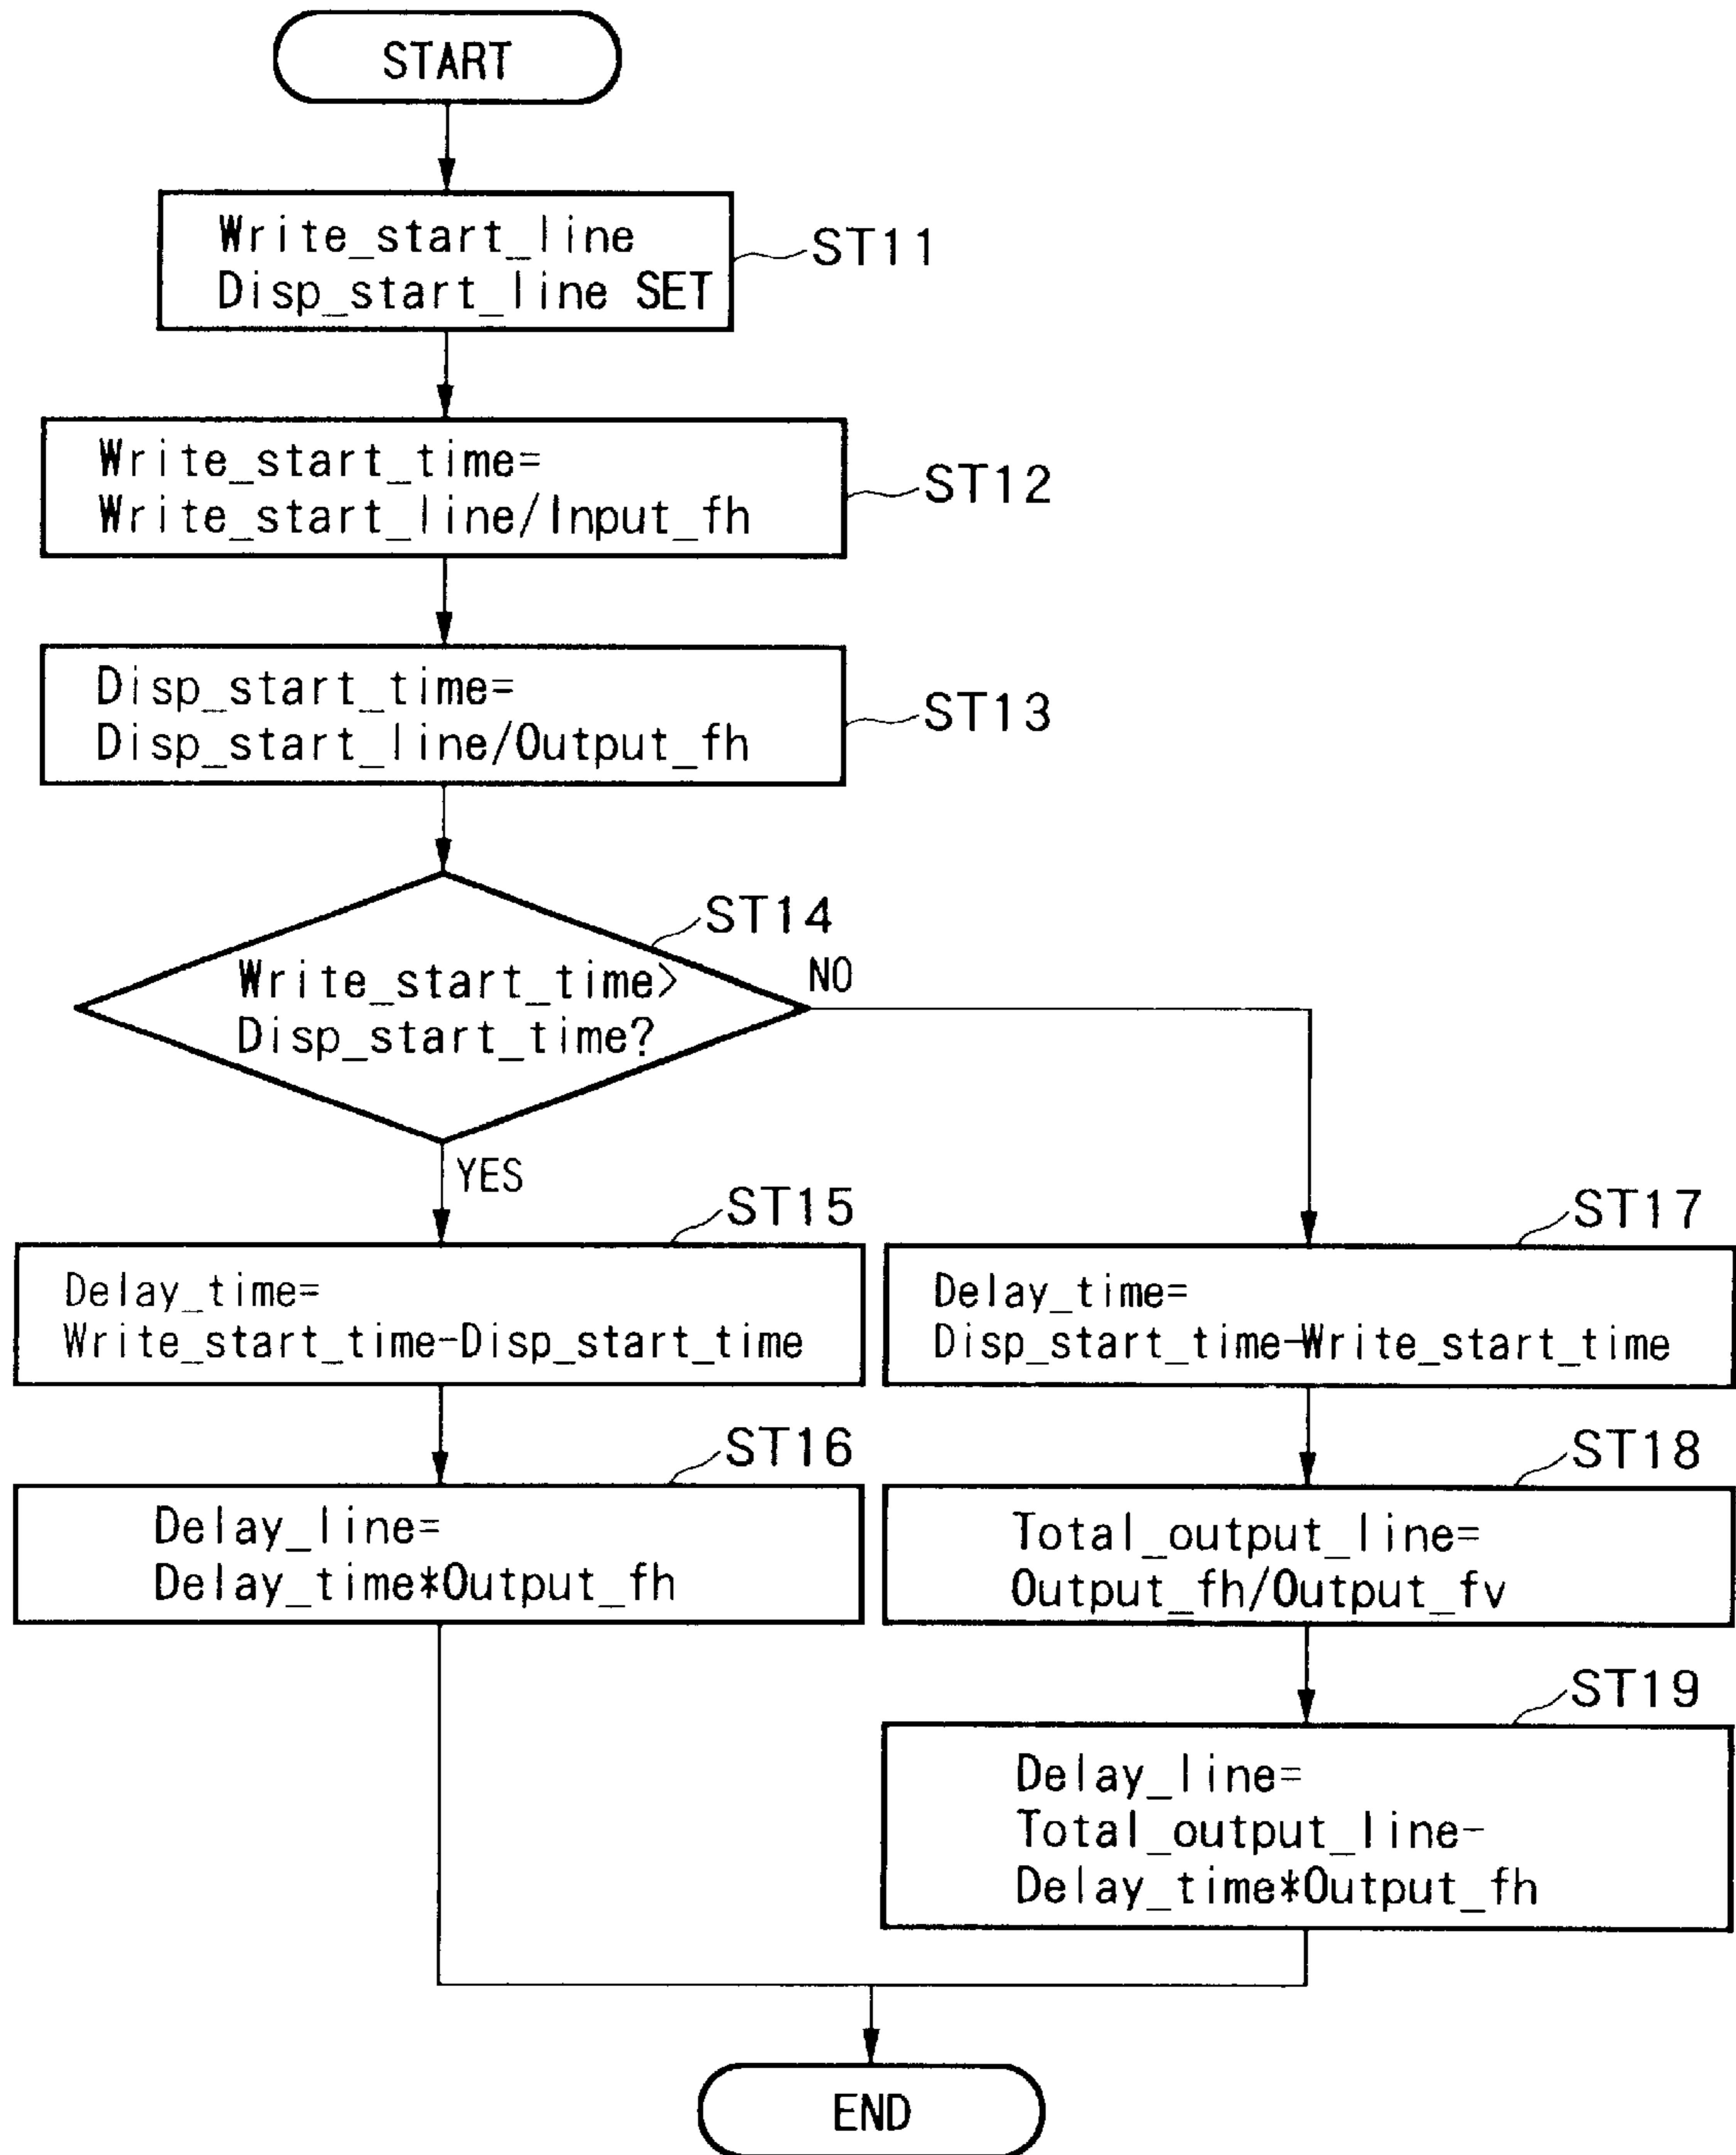 START
Write_start_line
Disp_start_line SET
ST11
Write_start_time=
Write_start_line/Input_fh
ST12
Disp_start_time=
Disp_start_line/Output_fh
ST13
ST14
Write_start_time>
Disp_start_time?
NO
YES
ST15
Delay_time=
Write_start_time-Disp_start_time
ST16
Delay_line=
Delay_time*Output_fh
ST17
Delay_time=
Disp_start_time-Write_start_time
ST18
Total_output_line=
Output_fh/Output_fv
ST19
Delay_line=
Total_output_line-
Delay_time*Output_fh
END